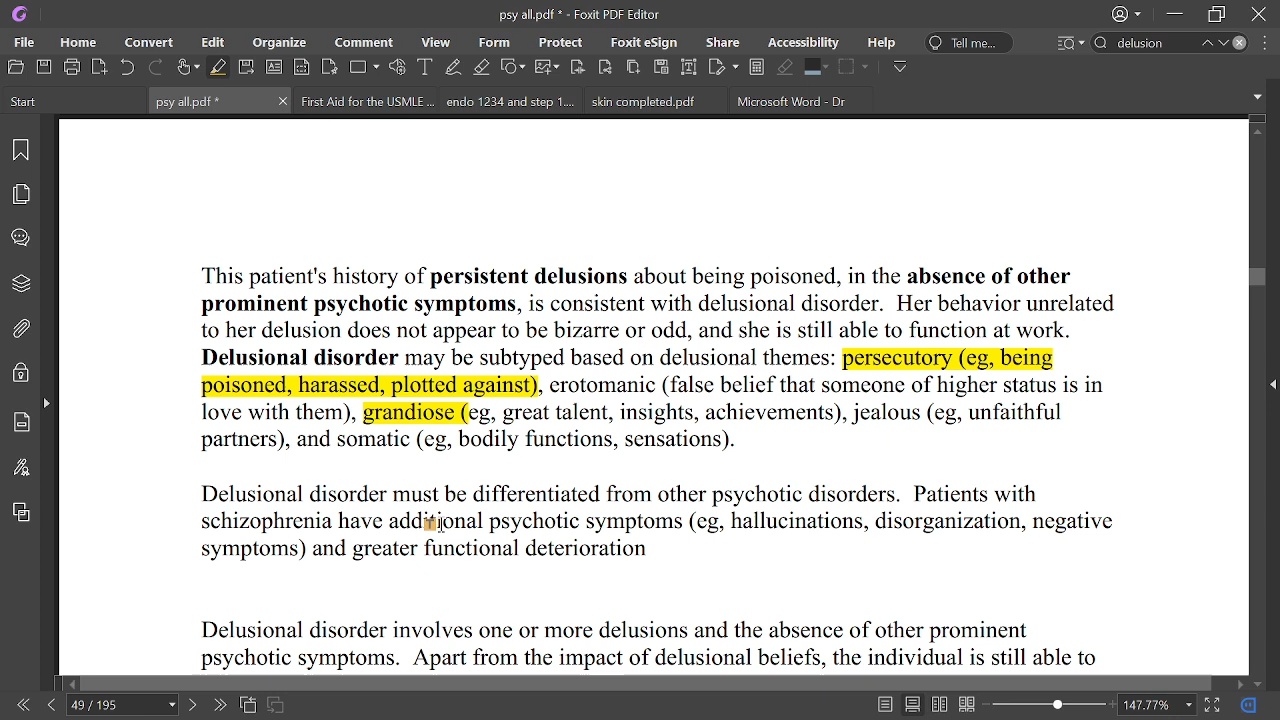 psy all.pdf * - Foxit PDF Editor
File Home Convert Edit Organize Comment View Form Protect Foxit eSign Share Accessibility Help Tell me... delusion
Start psy all.pdf * First Aid for the USMLE ... endo 1234 and step 1.... skin completed.pdf Microsoft Word - Dr
This patient's history of persistent delusions about being poisoned, in the absence of other
prominent psychotic symptoms, is consistent with delusional disorder. Her behavior unrelated
to her delusion does not appear to be bizarre or odd, and she is still able to function at work.
Delusional disorder may be subtyped based on delusional themes: persecutory (eg, being
poisoned, harassed, plotted against), erotomanic (false belief that someone of higher status is in
love with them), grandiose (eg, great talent, insights, achievements), jealous (eg, unfaithful
partners), and somatic (eg, bodily functions, sensations).
Delusional disorder must be differentiated from other psychotic disorders. Patients with
schizophrenia have additional psychotic symptoms (eg, hallucinations, disorganization, negative
symptoms) and greater functional deterioration
Delusional disorder involves one or more delusions and the absence of other prominent
psychotic symptoms. Apart from the impact of delusional beliefs, the individual is still able to
49 / 195 147.77%